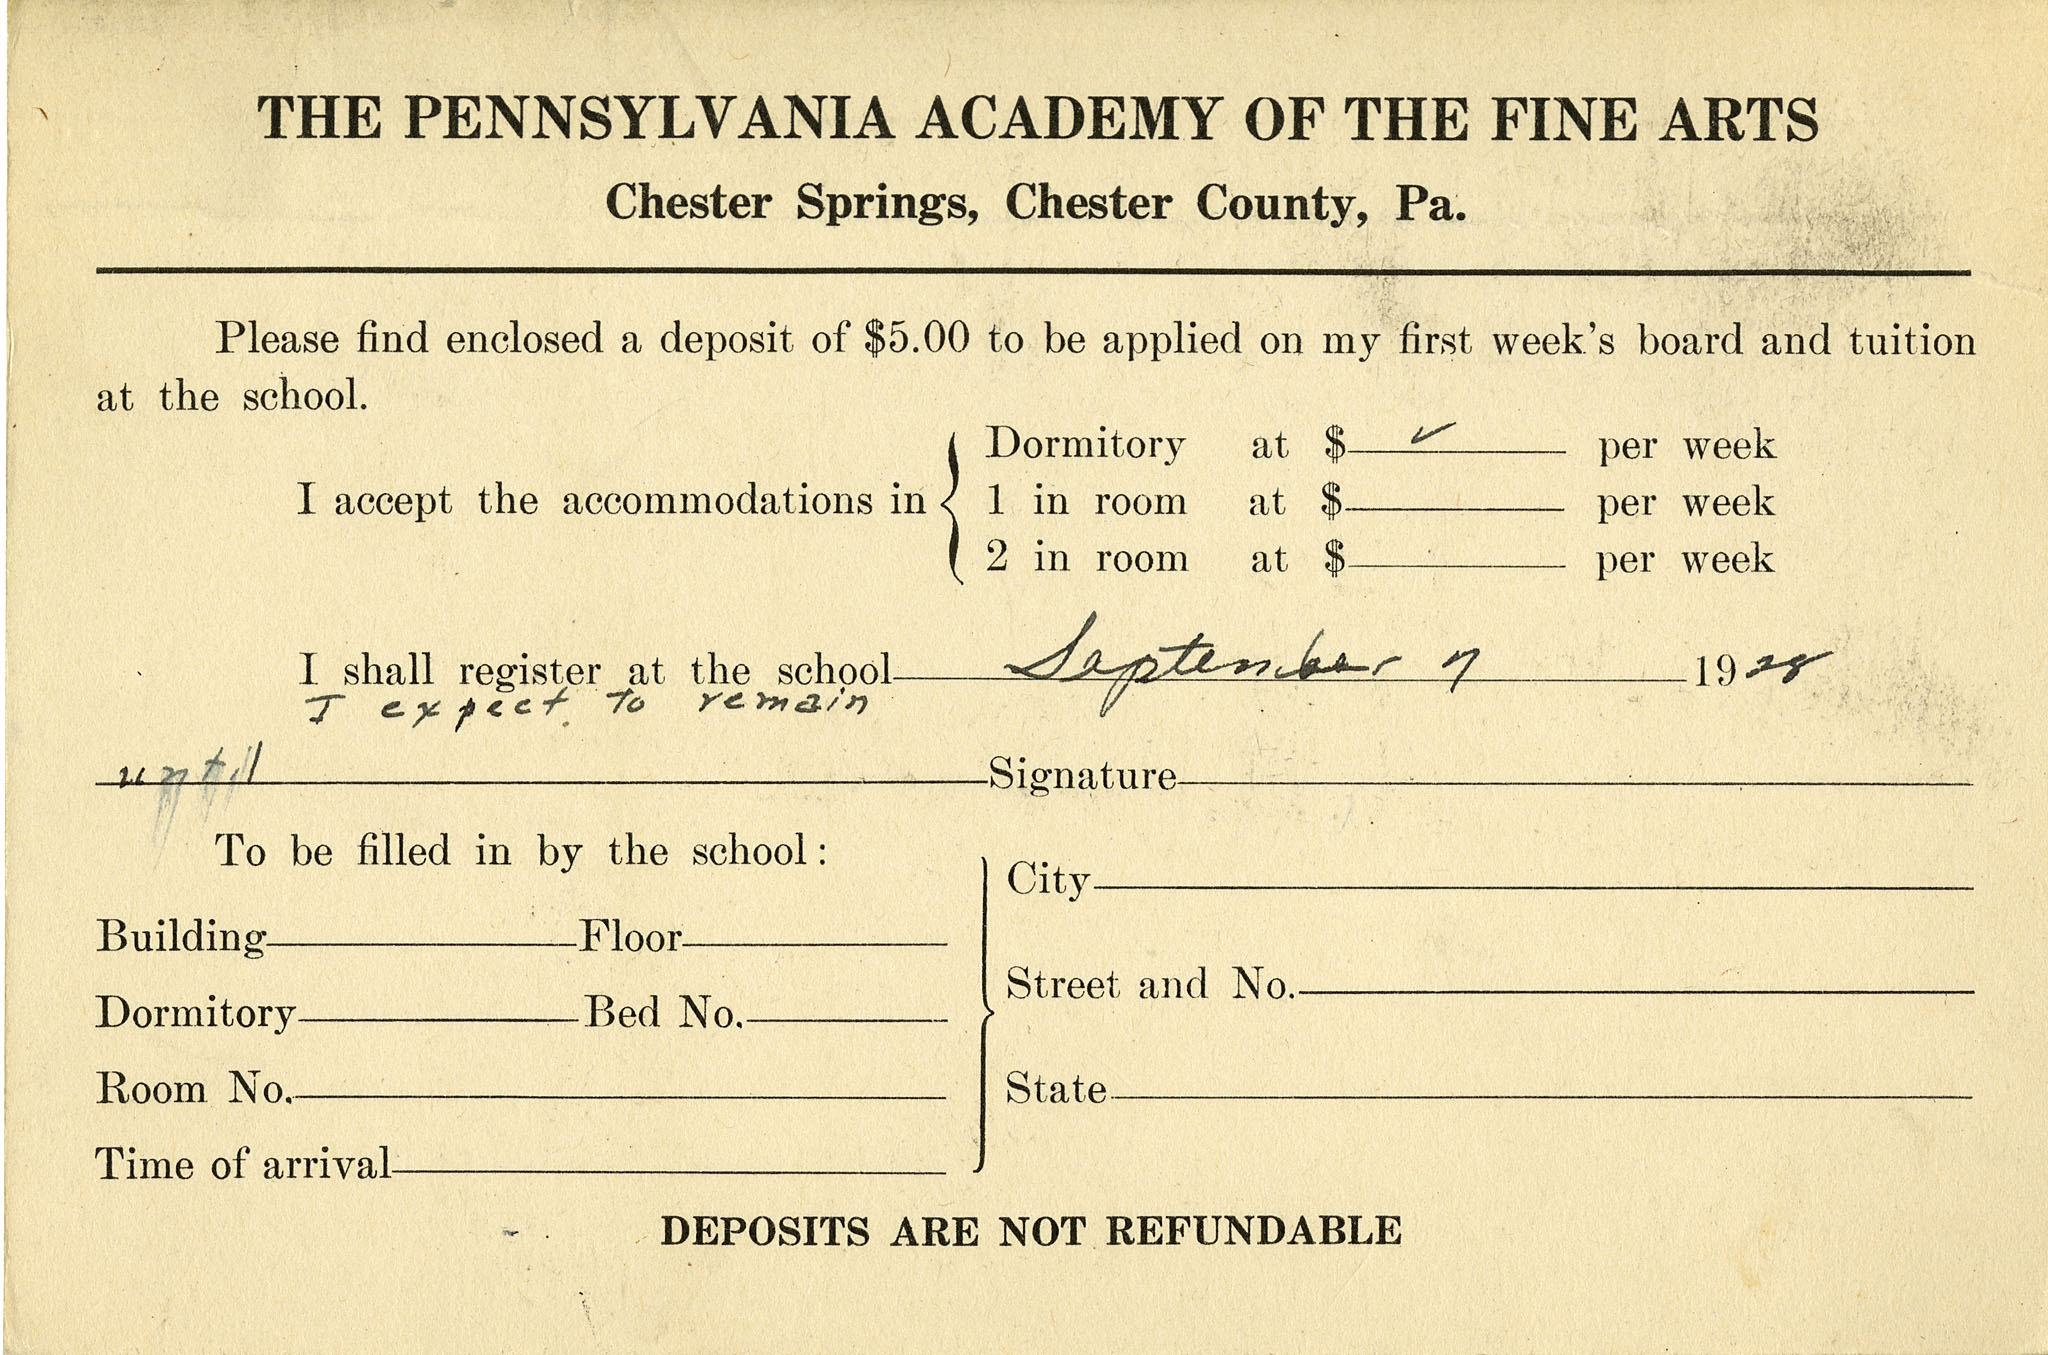 THE PENNSYLVANIA ACADEMY OF THE FINE ARTS
Chester Springs, Chester County, Pa.
Please find enclosed a deposit of $5.00 to be applied on my first week's board and tuition
at the school.
I accept the accommodations in
Dormitory at $ ✓ per week
1 in room at $ per week
2 in room at $ per week
I shall register at the school September 7 1928
I expect to remain
until Signature
To be filled in by the school:
City
Building Floor
Street and No.
Dormitory Bed No.
Room No. State
Time of arrival
DEPOSITS ARE NOT REFUNDABLE